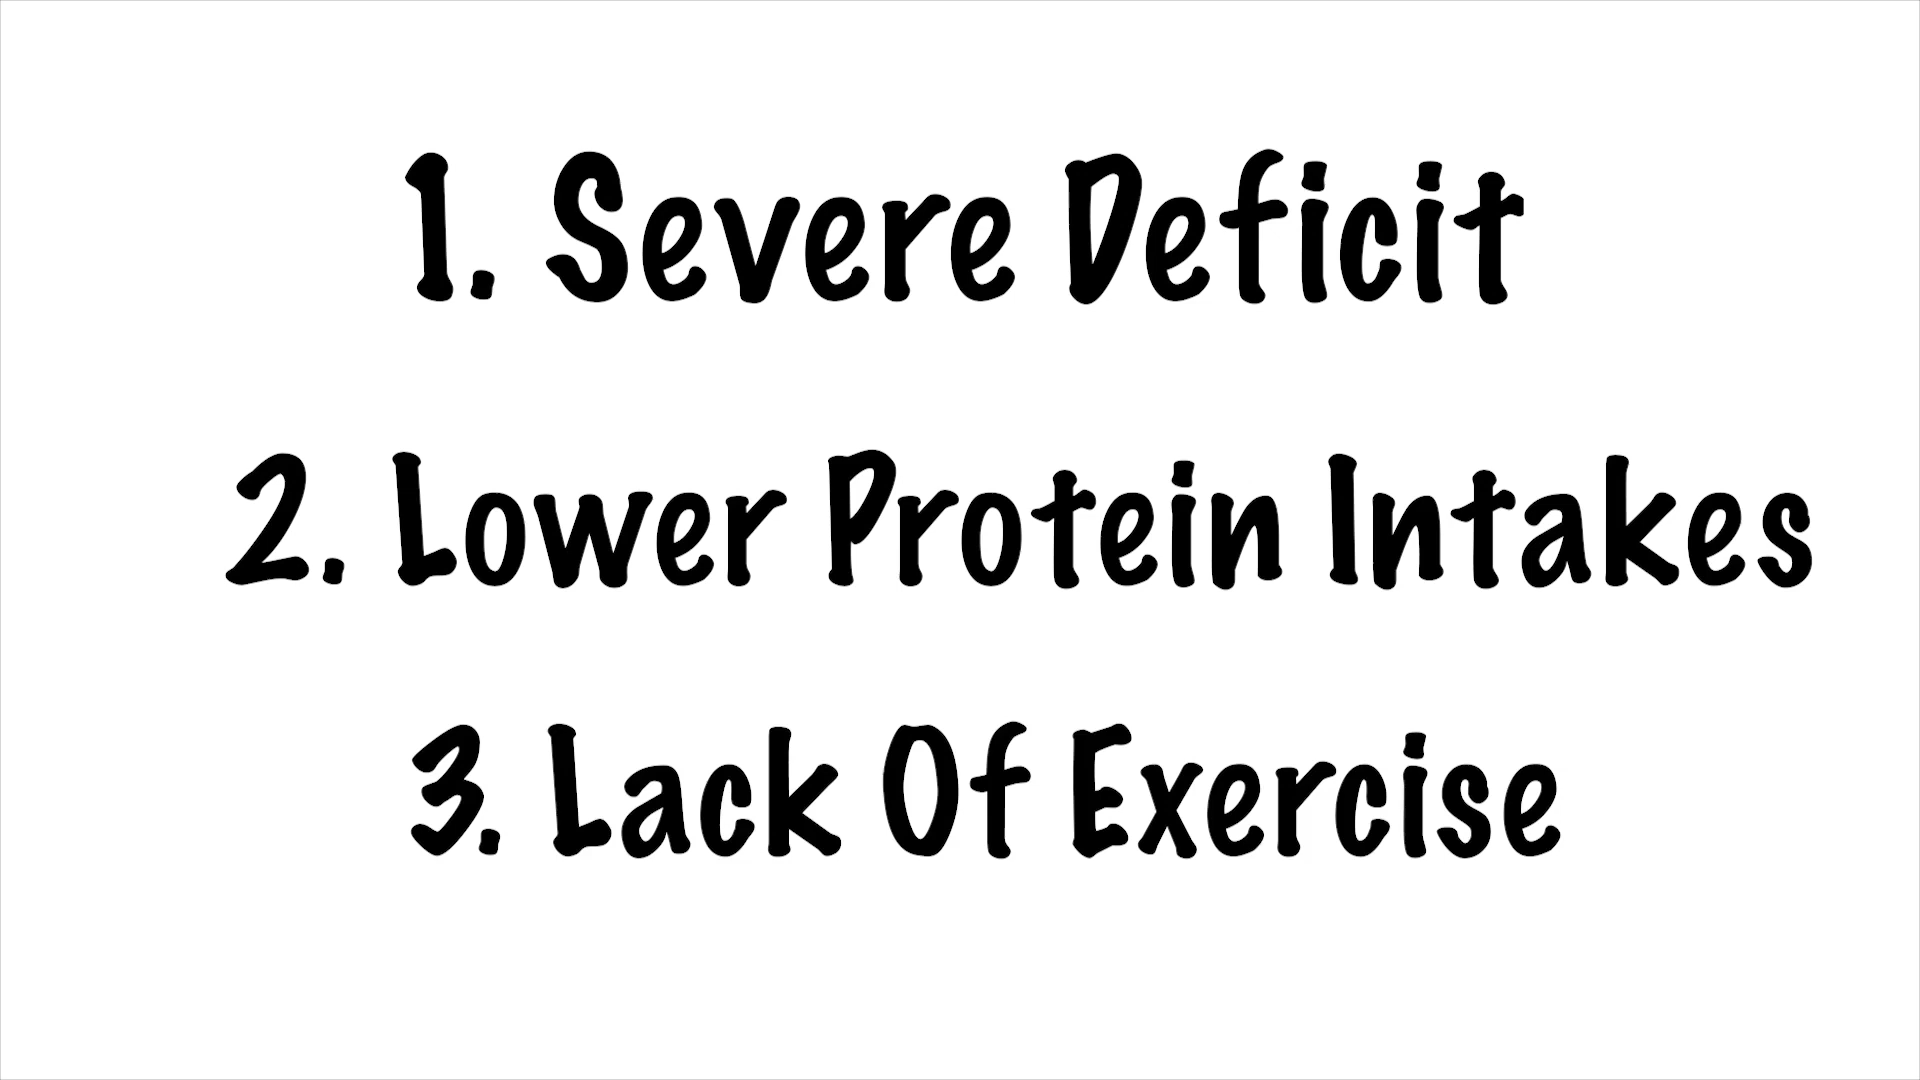 1. Severe Deficit
2. Lower Protein Intakes
3. Lack Of Exercise